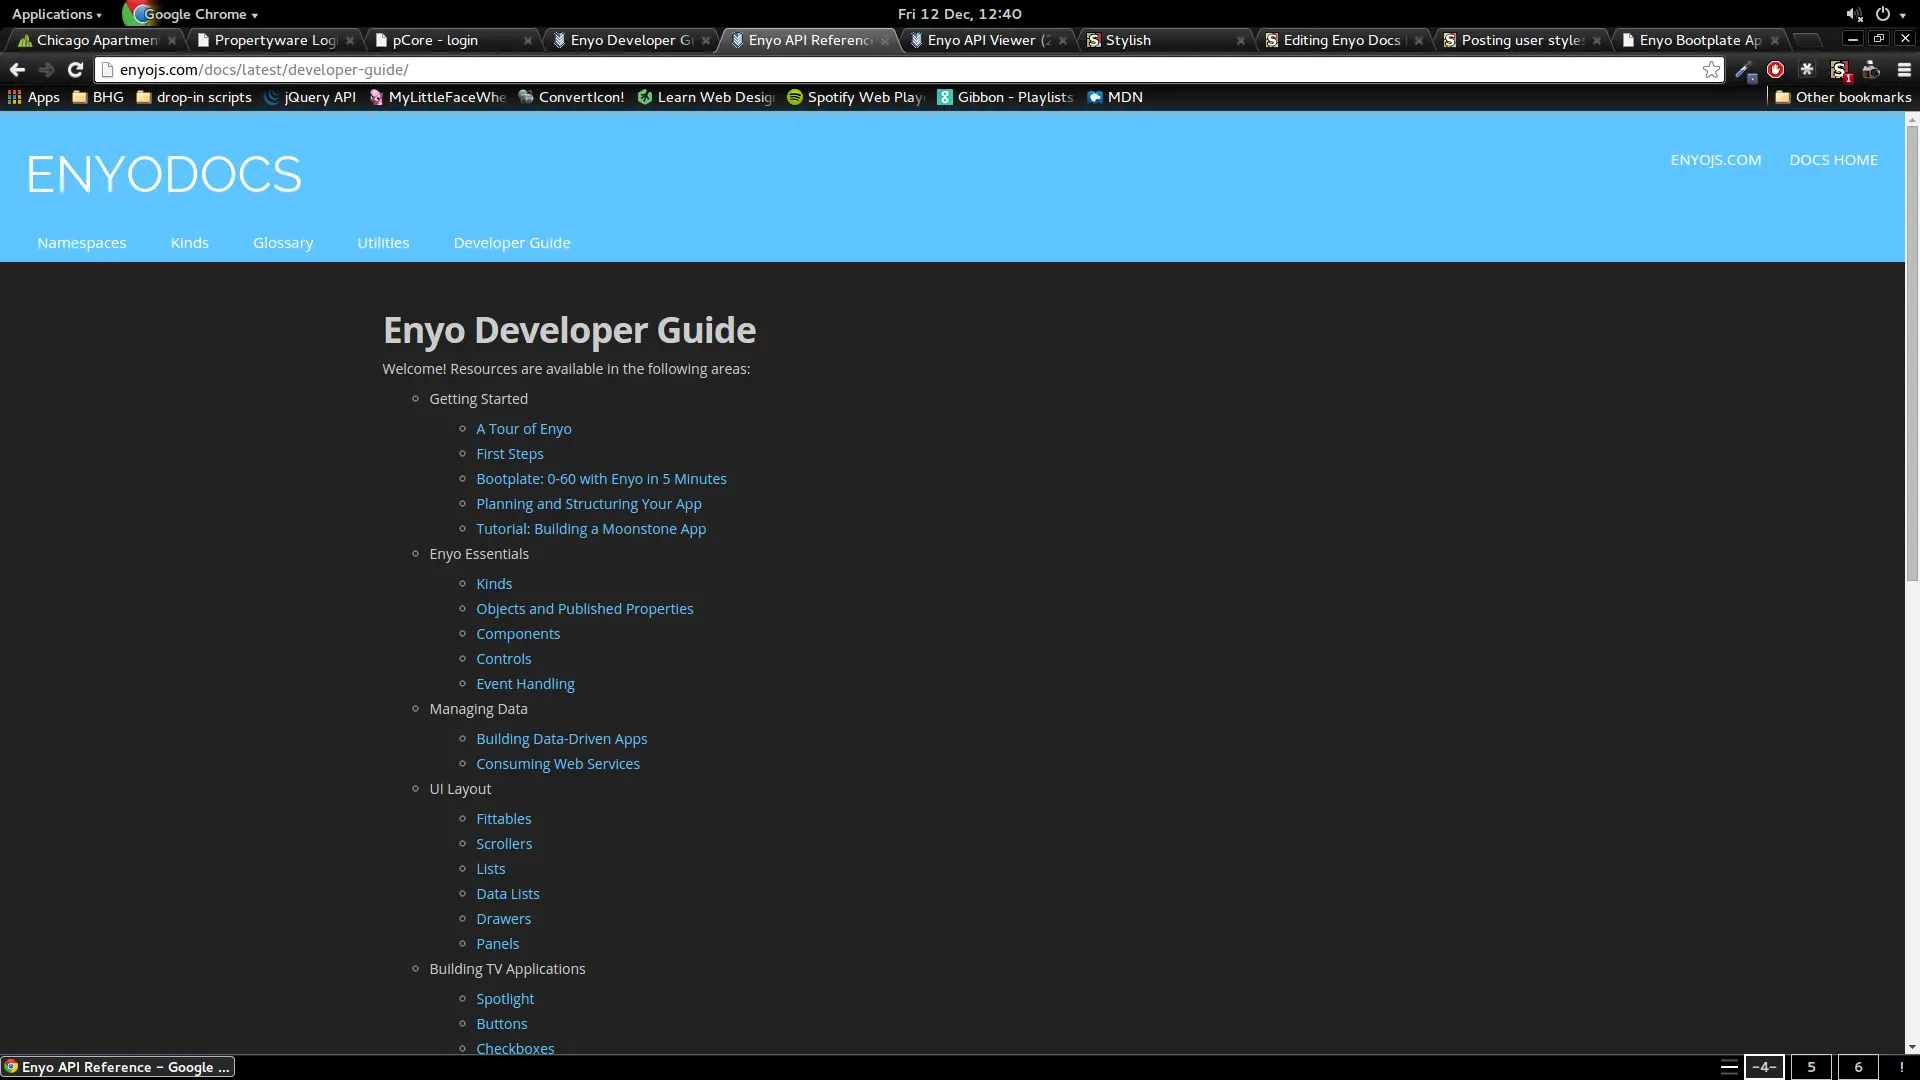 Applications Google Chrome Fri 12 Dec, 12:40
Chicago Apartmen Propertyware Log pCore - login Enyo Developer G Enyo API Referenc Enyo API Viewer (2 Stylish Editing Enyo Docs Posting user style Enyo Bootplate Ap
enyojs.com/docs/latest/developer-guide/
Apps BHG drop-in scripts jQuery API MyLittleFaceWhe ConvertIcon! Learn Web Desig Spotify Web Play Gibbon - Playlists MDN Other bookmarks
ENYODOCS
ENYOJS.COM DOCS HOME
Namespaces Kinds Glossary Utilities Developer Guide
Enyo Developer Guide
Welcome! Resources are available in the following areas:
Getting Started
A Tour of Enyo
First Steps
Bootplate: 0-60 with Enyo in 5 Minutes
Planning and Structuring Your App
Tutorial: Building a Moonstone App
Enyo Essentials
Kinds
Objects and Published Properties
Components
Controls
Event Handling
Managing Data
Building Data-Driven Apps
Consuming Web Services
UI Layout
Fittables
Scrollers
Lists
Data Lists
Drawers
Panels
Building TV Applications
Spotlight
Buttons
Checkboxes
Enyo API Reference - Google ... -4- 5 6 !